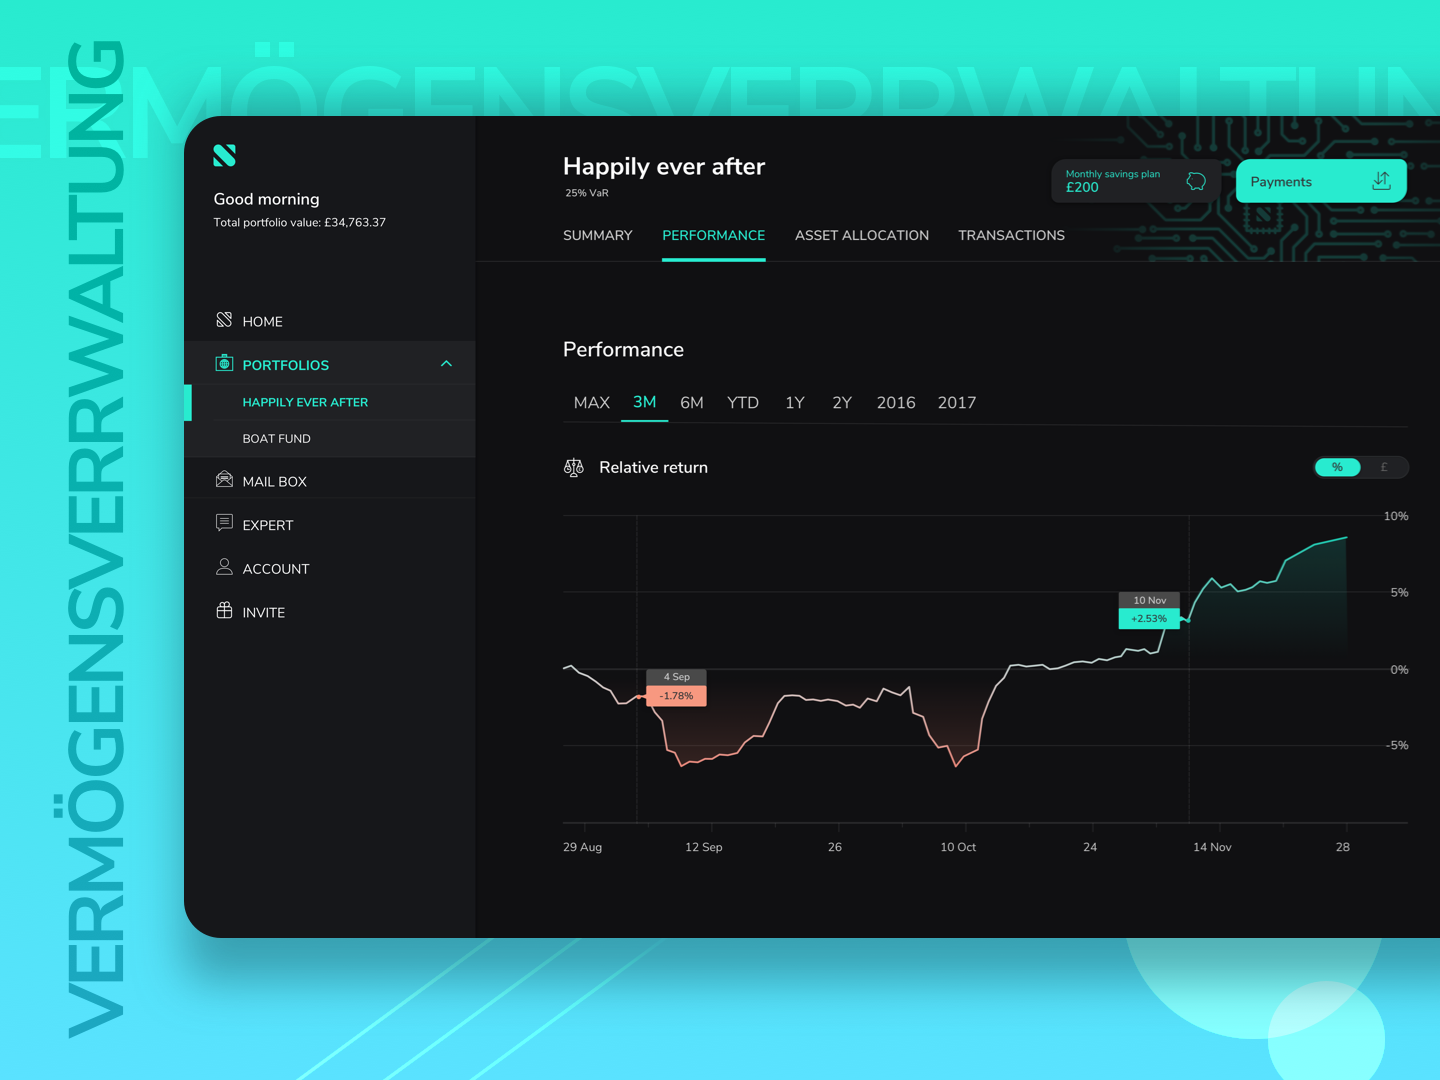 VERMÖGENSVERRWALTUNG
ERMÖGENSVERRWALTUN
Good morning
Total portfolio value: £34,763.37
HOME
PORTFOLIOS
HAPPILY EVER AFTER
BOAT FUND
MAIL BOX
EXPERT
ACCOUNT
INVITE
Happily ever after
25% VaR
Monthly savings plan
£200
Payments
SUMMARY PERFORMANCE ASSET ALLOCATION TRANSACTIONS
Performance
MAX 3M 6M YTD 1Y 2Y 2016 2017
Relative return
% £
10%
5%
10 Nov
+2.53%
0%
4 Sep
-1.78%
-5%
29 Aug 12 Sep 26 10 Oct 24 14 Nov 28